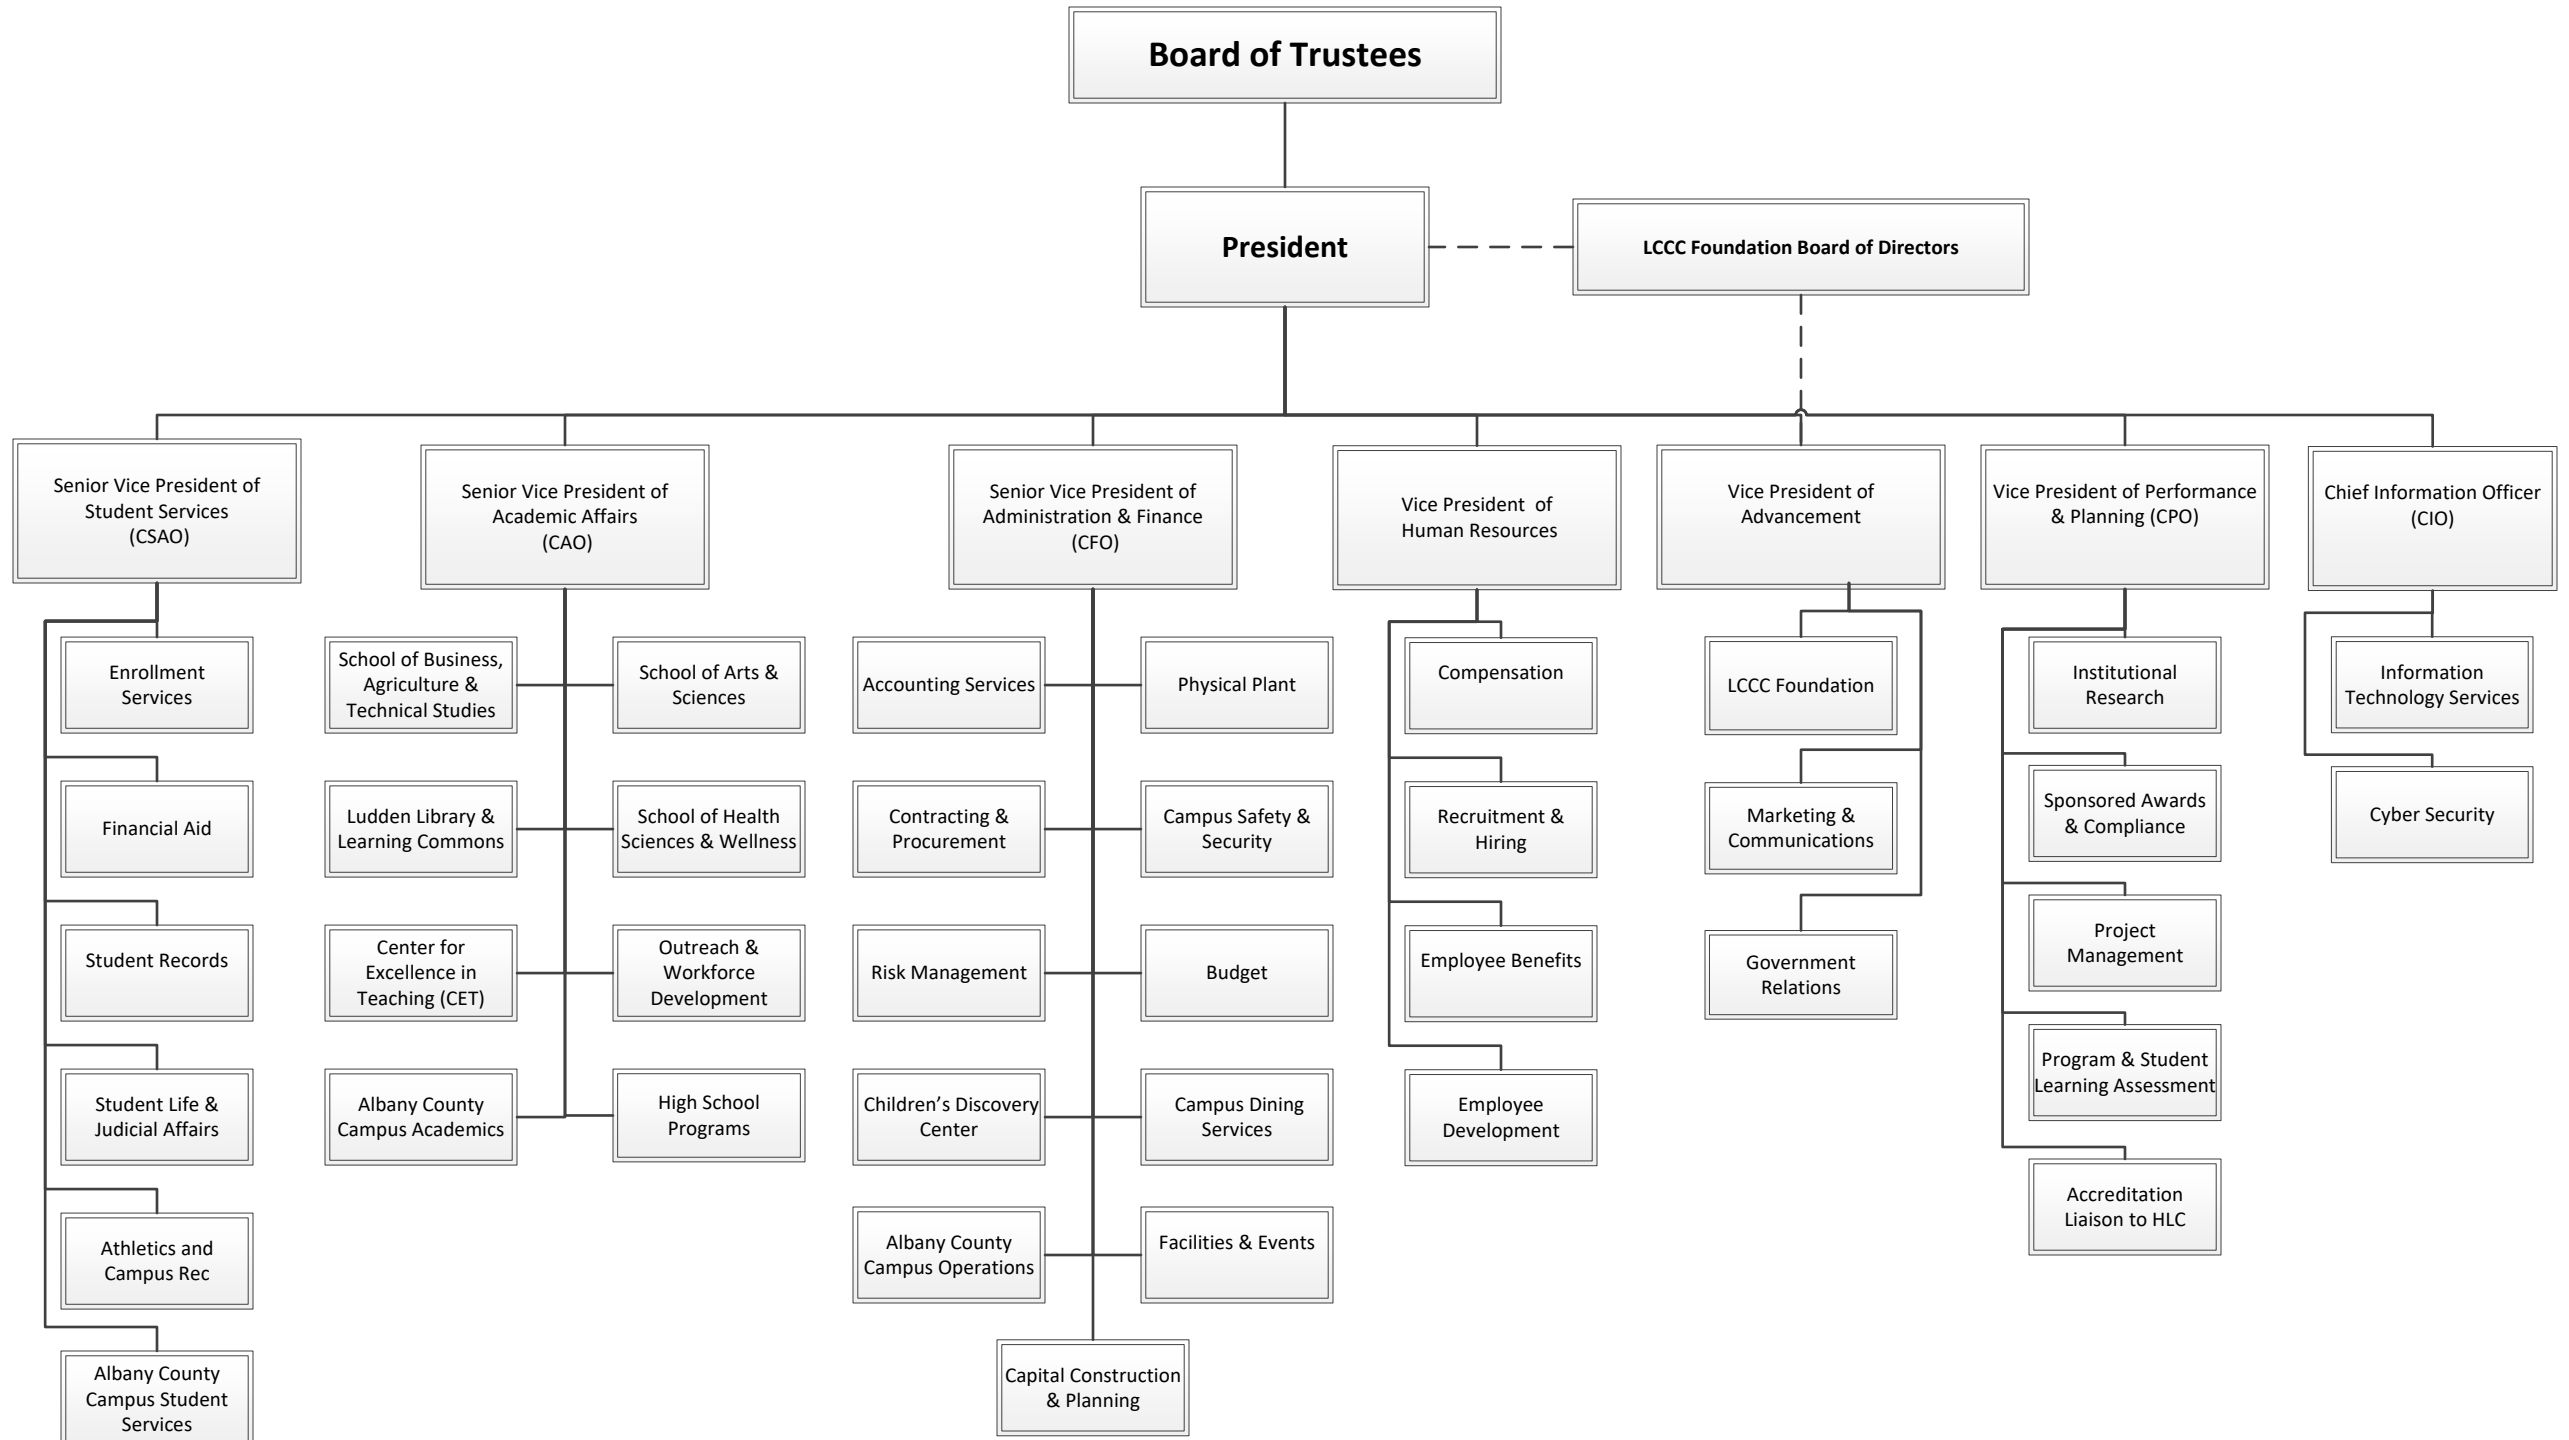 Board of Trustees
President
LCCC Foundation Board of Directors
Senior Vice President of
Student Services
(CSAO)
Senior Vice President of
Academic Affairs
(CAO)
Senior Vice President of
Administration & Finance
(CFO)
Vice President  of
Human Resources
Vice President of
Advancement
Vice President of Performance
& Planning (CPO)
Chief Information Officer
(CIO)
Enrollment
Services
Financial Aid
Student Records
Student Life &
Judicial Affairs
Athletics and
Campus Rec
Albany County
Campus Student
Services
School of Business,
Agriculture &
Technical Studies
School of Arts &
Sciences
Ludden Library &
Learning Commons
School of Health
Sciences & Wellness
Center for
Excellence in
Teaching (CET)
Outreach &
Workforce
Development
Albany County
Campus Academics
High School
Programs
Accounting Services
Physical Plant
Contracting &
Procurement
Campus Safety &
Security
Risk Management
Budget
Children’s Discovery
Center
Campus Dining
Services
Albany County
Campus Operations
Facilities & Events
Capital Construction
& Planning
Compensation
Recruitment &
Hiring
Employee Benefits
Employee
Development
LCCC Foundation
Marketing &
Communications
Government
Relations
Institutional
Research
Sponsored Awards
& Compliance
Project
Management
Program & Student
Learning Assessment
Accreditation
Liaison to HLC
Information
Technology Services
Cyber Security